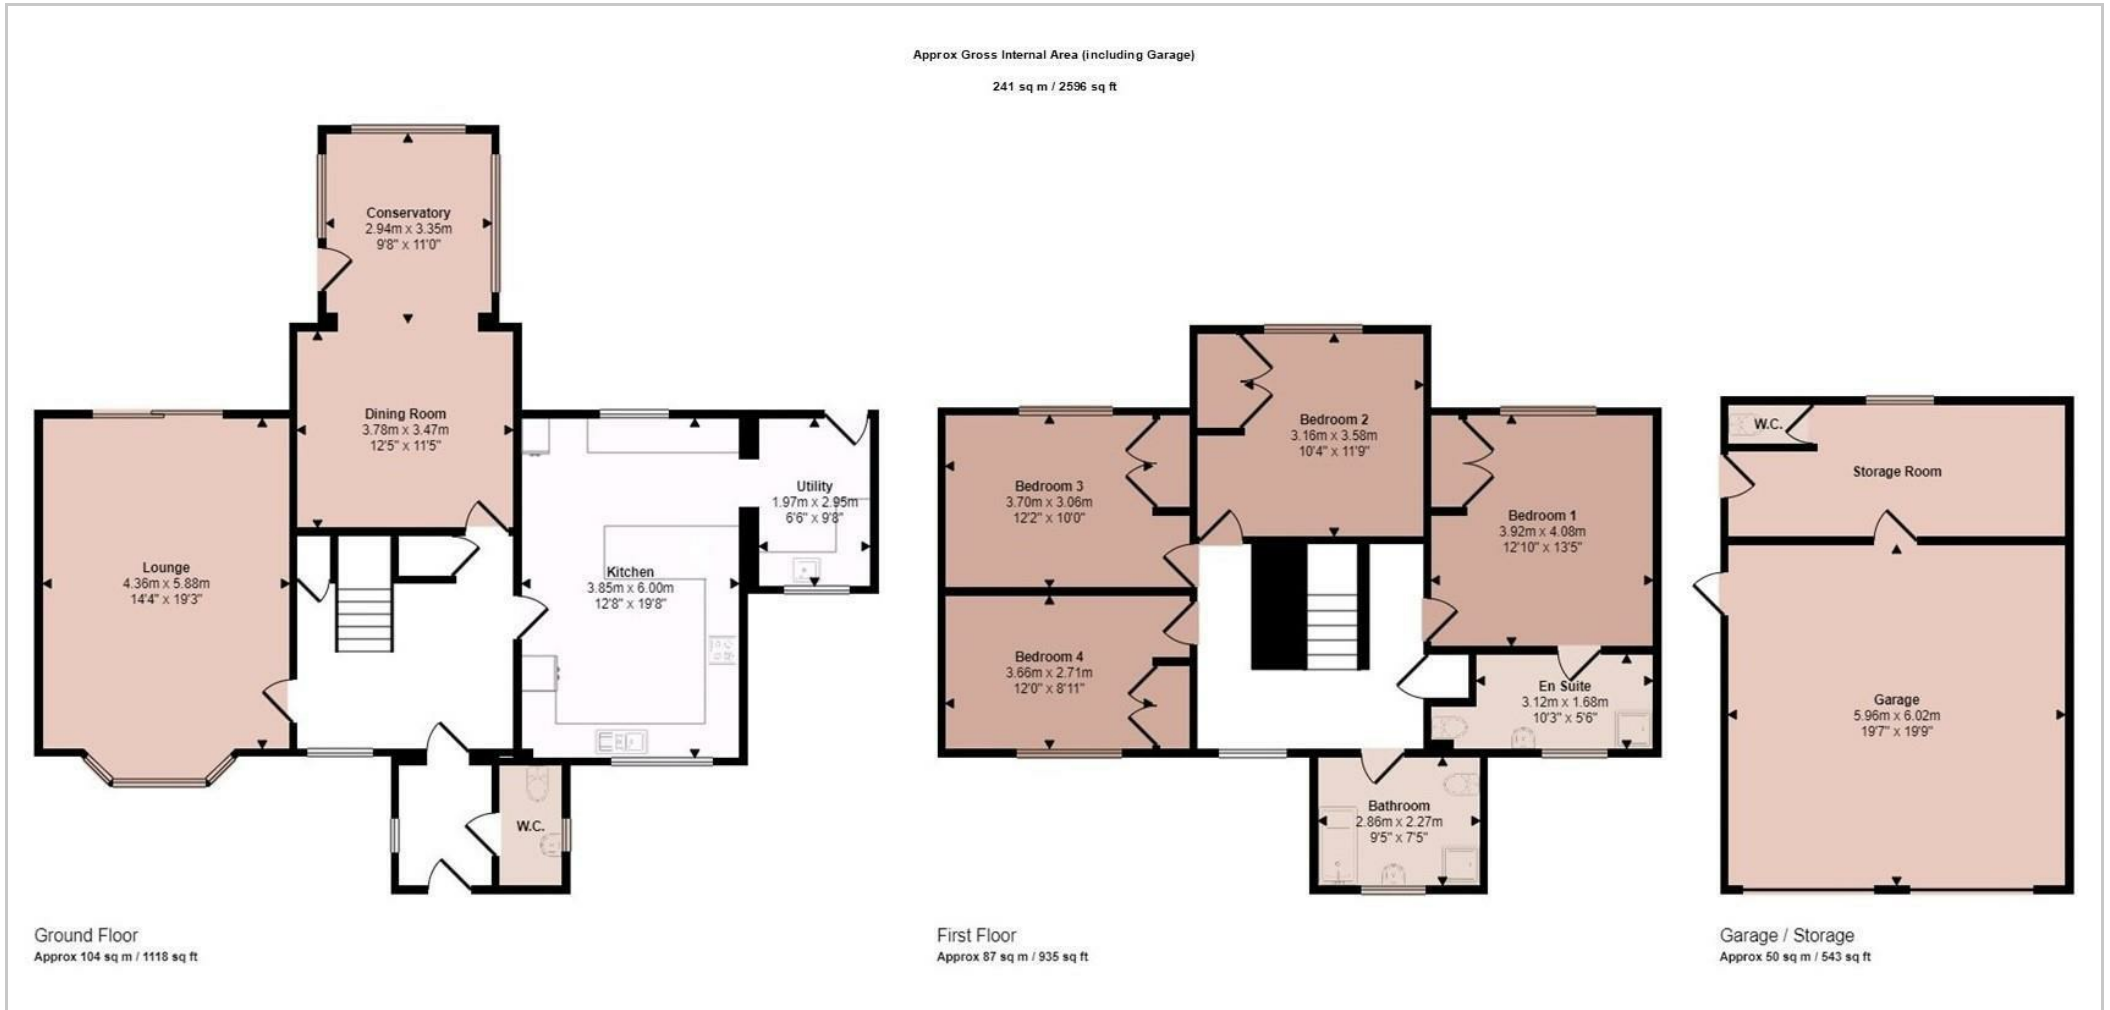 Approx Gross Internal Area (including Garage)
241 sq m / 2596 sq ft
Conservatory
2.94m x 3.35m
9'8" x 11'0"
Dining Room
3.78m x 3.47m
12'5" x 11'5"
Lounge
4.36m x 5.88m
14'4" x 19'3"
Kitchen
3.85m x 6.00m
12'8" x 19'8"
Utility
1.97m x 2.95m
6'6" x 9'8"
W.C.
Ground Floor
Approx 104 sq m / 1118 sq ft
Bedroom 2
3.16m x 3.58m
10'4" x 11'9"
Bedroom 3
3.70m x 3.06m
12'2" x 10'0"
Bedroom 1
3.92m x 4.08m
12'10" x 13'5"
Bedroom 4
3.66m x 2.71m
12'0" x 8'11"
En Suite
3.12m x 1.68m
10'3" x 5'6"
Bathroom
2.86m x 2.27m
9'5" x 7'5"
First Floor
Approx 87 sq m / 935 sq ft
W.C.
Storage Room
Garage
5.96m x 6.02m
19'7" x 19'9"
Garage / Storage
Approx 50 sq m / 543 sq ft